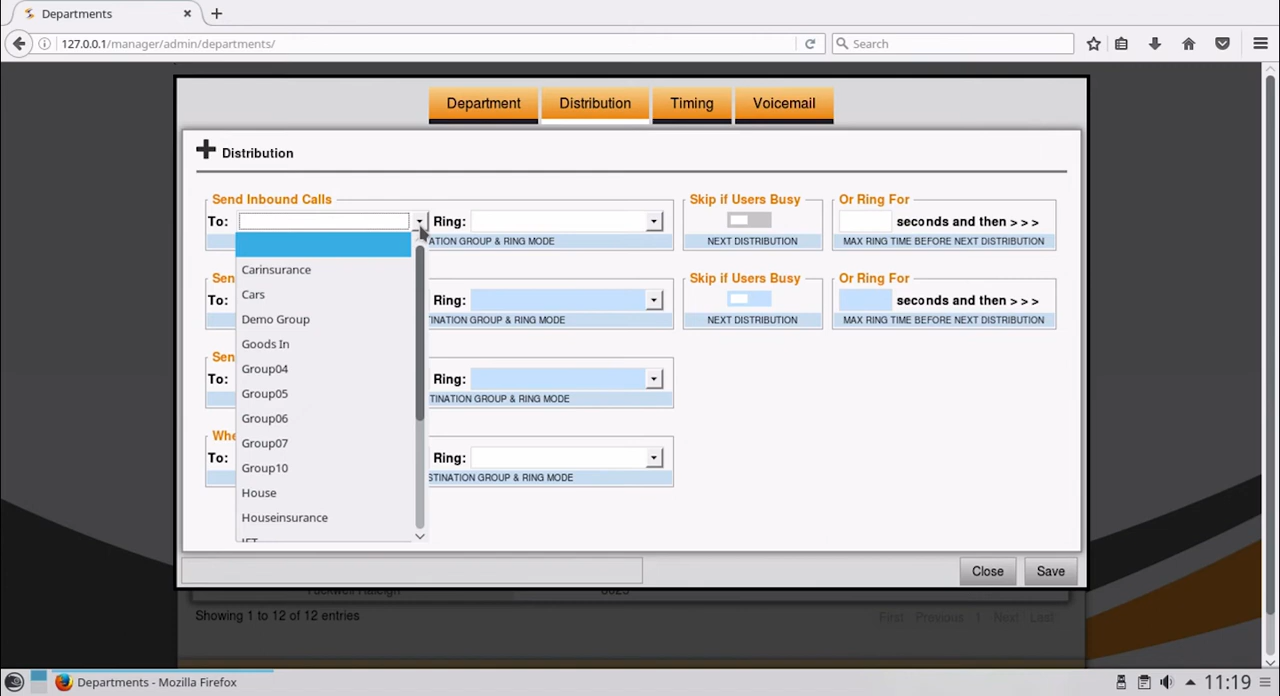 Departments
127.0.0.1/manager/admin/departments/
Search
Department
Distribution
Timing
Voicemail
Distribution
Send Inbound Calls
Skip if Users Busy
Or Ring For
To:
Ring:
seconds and then > > >
NEXT DISTRIBUTION
MAX RING TIME BEFORE NEXT DISTRIBUTION
Carinsurance
Cars
Demo Group
Goods In
Group04
Group05
Group06
Group07
Group10
House
Houseinsurance
Skip if Users Busy
Or Ring For
To:
Ring:
seconds and then > > >
NEXT DISTRIBUTION
MAX RING TIME BEFORE NEXT DISTRIBUTION
To:
Ring:
To:
Ring:
GROUP & RING MODE
GROUP & RING MODE
GROUP & RING MODE
GROUP & RING MODE
Close
Save
Showing 1 to 12 of 12 entries
First Previous 1 Next Last
Departments - Mozilla Firefox
11:19